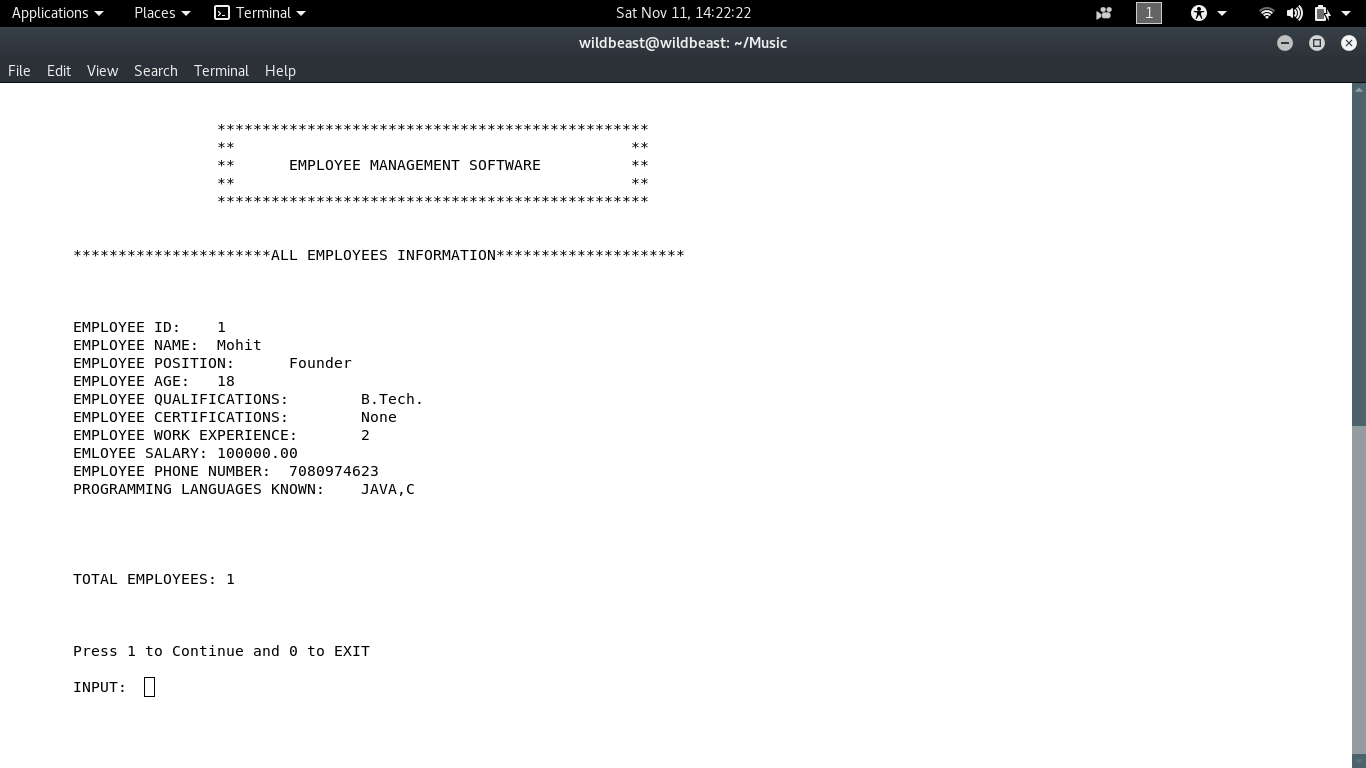 Applications Places Terminal Sat Nov 11, 14:22:22 1
wildbeast@wildbeast: ~/Music
File Edit View Search Terminal Help
************************************************
** **
** EMPLOYEE MANAGEMENT SOFTWARE **
** **
************************************************
**********************ALL EMPLOYEES INFORMATION*********************
EMPLOYEE ID: 1
EMPLOYEE NAME: Mohit
EMPLOYEE POSITION: Founder
EMPLOYEE AGE: 18
EMPLOYEE QUALIFICATIONS: B.Tech.
EMPLOYEE CERTIFICATIONS: None
EMPLOYEE WORK EXPERIENCE: 2
EMLOYEE SALARY: 100000.00
EMPLOYEE PHONE NUMBER: 7080974623
PROGRAMMING LANGUAGES KNOWN: JAVA,C
TOTAL EMPLOYEES: 1
Press 1 to Continue and 0 to EXIT
INPUT: